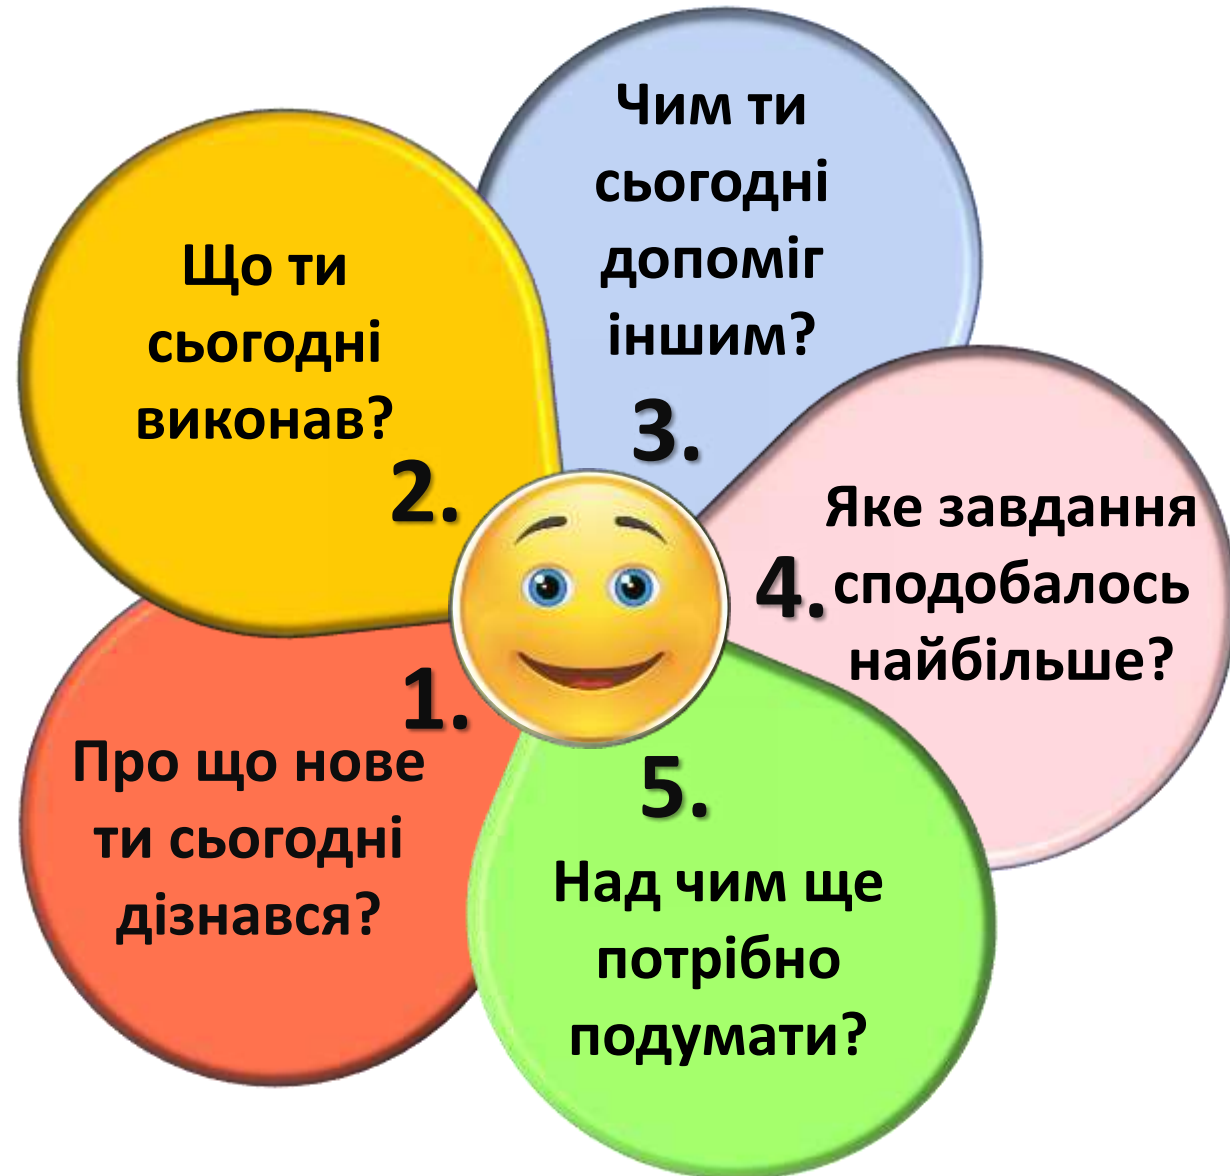 1.
Про що нове
ти сьогодні
дізнався?
2.
Що ти
сьогодні
виконав?
3.
Чим ти
сьогодні
допоміг
іншим?
4.
Яке завдання
сподобалось
найбільше?
5.
Над чим ще
потрібно
подумати?